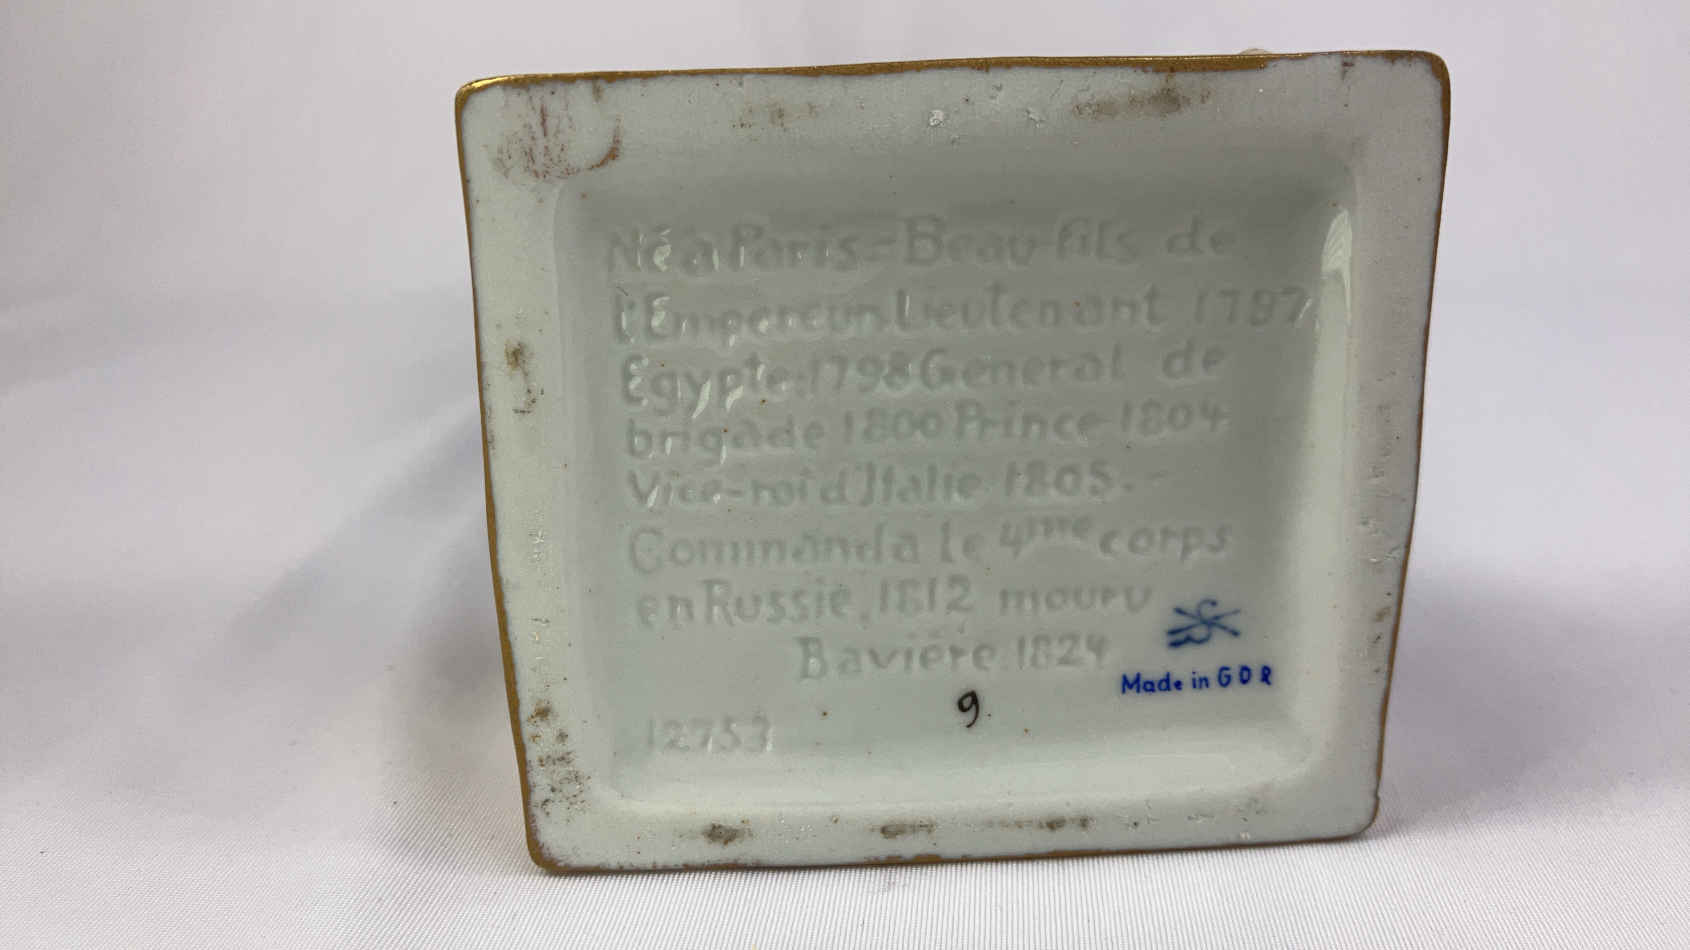 Né à Paris=Beau-fils de
l'Empereur. Lieutenant 1797
Egypte:1798 General de
brigade 1800 Prince 1804
Vice-roi d'Italie 1805.-
Commanda le 4me corps
en Russie, 1812 mouru
Bavière 1824
Made in GDR
9
12753